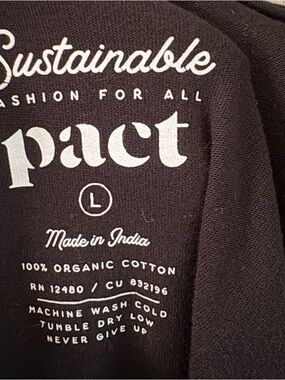 Sustainable
ASHION FOR ALL
pact
L
Made in India
100% ORGANIC COTTON
RN 12480 / CU 892196
MACHINE WASH COLD
TUMBLE DRY LOW
NEVER GIVE UP